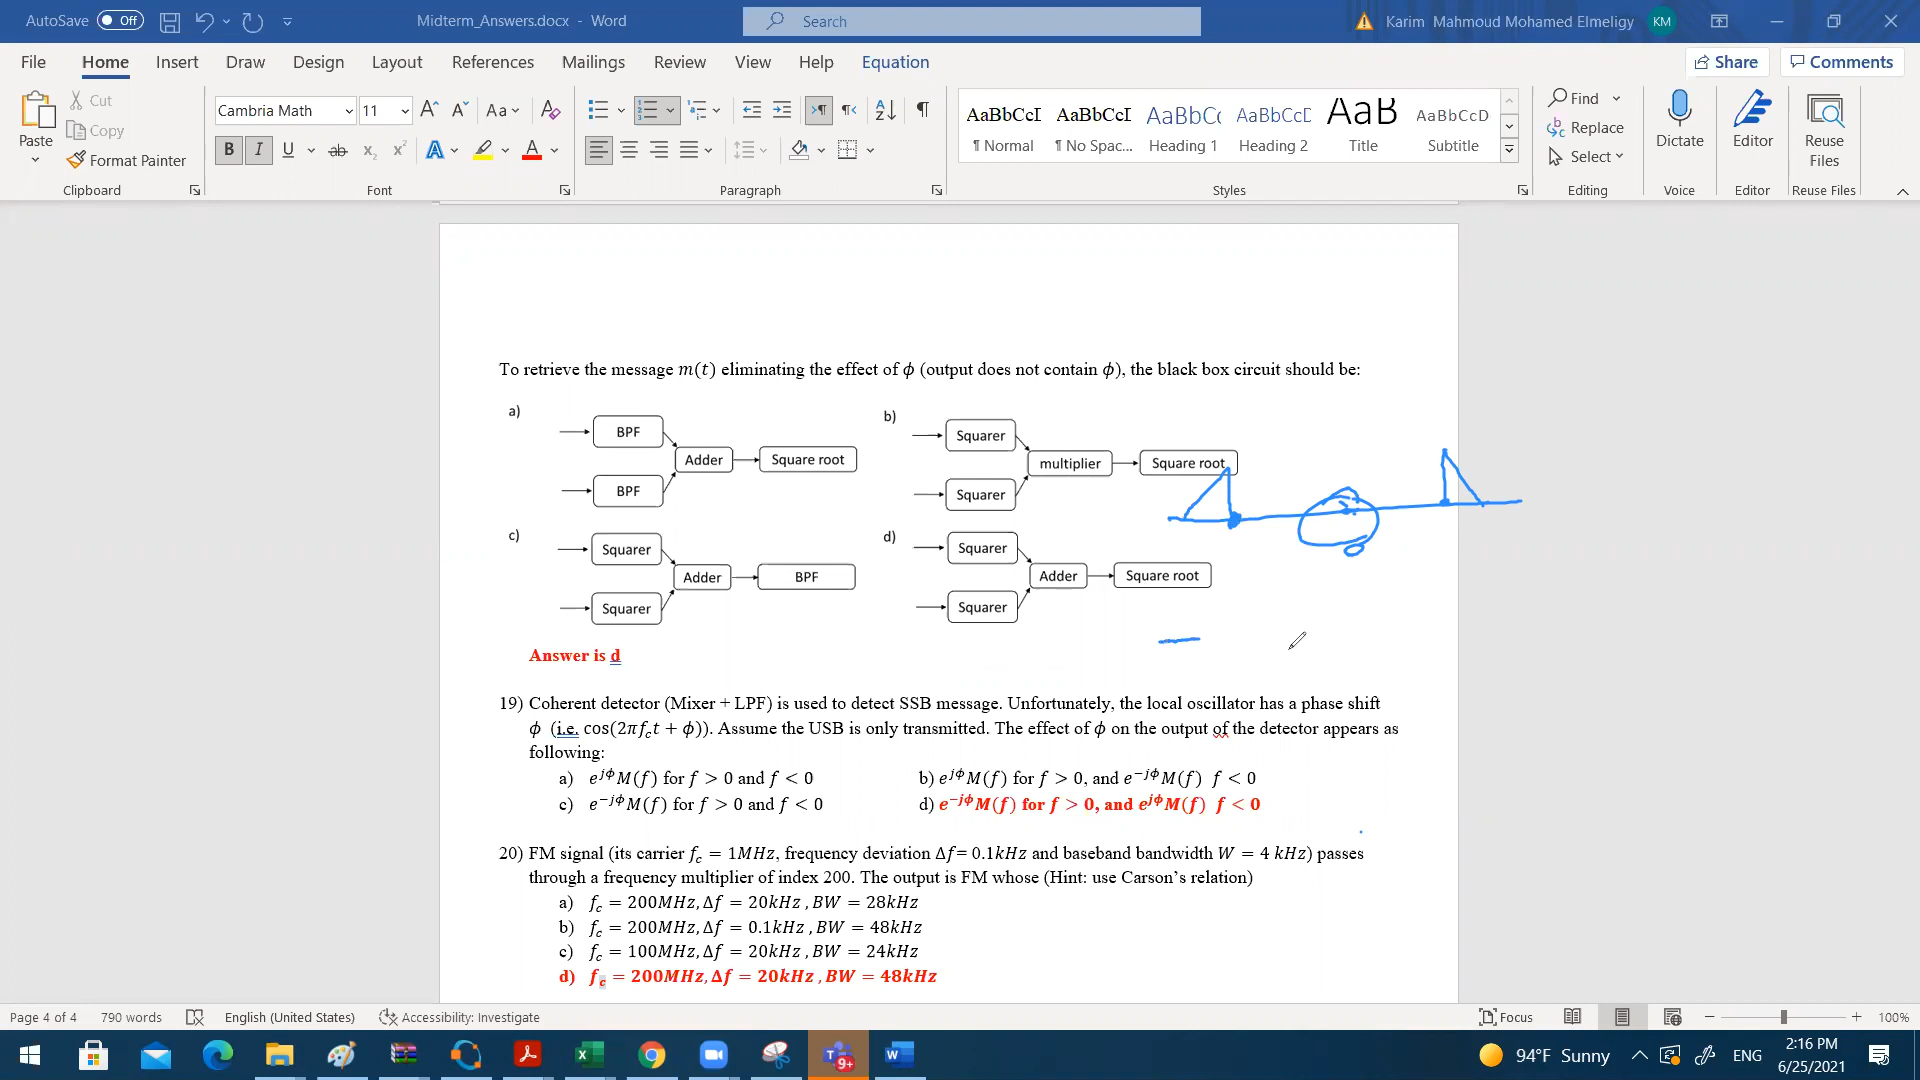 AutoSave Off Midterm_Answers.docx - Word Search Karim Mahmoud Mohamed Elmeligy KM
File Home Insert Draw Design Layout References Mailings Review View Help Equation Share Comments
Paste Cut Copy Format Painter
Cambria Math 11 Aa
B I U ab x₂ x² A A
AaBbCcI AaBbCcI AaBbCc AaBbCcD AaB AaBbCcD
¶ Normal ¶ No Spac... Heading 1 Heading 2 Title Subtitle
Find Replace Select Dictate Editor Reuse Files
Clipboard Font Paragraph Styles Editing Voice Editor Reuse Files
To retrieve the message m(t) eliminating the effect of ϕ (output does not contain ϕ), the black box circuit should be:
a) BPF BPF Adder Square root
b) Squarer Squarer multiplier Square root
c) Squarer Squarer Adder BPF
d) Squarer Squarer Adder Square root
Answer is d
19) Coherent detector (Mixer + LPF) is used to detect SSB message. Unfortunately, the local oscillator has a phase shift
ϕ (i.e. cos(2πf_c t + ϕ)). Assume the USB is only transmitted. The effect of ϕ on the output of the detector appears as
following:
a) e^{jϕ}M(f) for f > 0 and f < 0 b) e^{jϕ}M(f) for f > 0, and e^{−jϕ}M(f) f < 0
c) e^{−jϕ}M(f) for f > 0 and f < 0 d) e^{−jϕ}M(f) for f > 0, and e^{jϕ}M(f) f < 0
20) FM signal (its carrier f_c = 1MHz, frequency deviation Δf= 0.1kHz and baseband bandwidth W = 4 kHz) passes
through a frequency multiplier of index 200. The output is FM whose (Hint: use Carson's relation)
a) f_c = 200MHz, Δf = 20kHz , BW = 28kHz
b) f_c = 200MHz, Δf = 0.1kHz , BW = 48kHz
c) f_c = 100MHz, Δf = 20kHz , BW = 24kHz
d) f_c = 200MHz, Δf = 20kHz , BW = 48kHz
Page 4 of 4 790 words English (United States) Accessibility: Investigate Focus 100%
94°F Sunny ENG 2:16 PM
6/25/2021